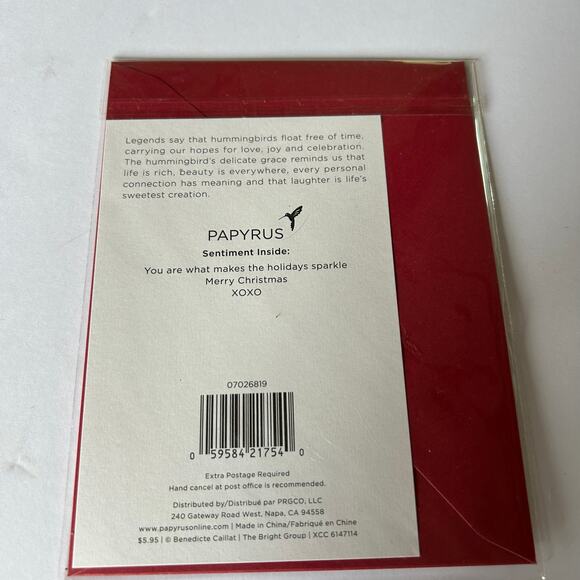 Legends say that hummingbirds float free of time,
carrying our hopes for love, joy and celebration.
The hummingbird's delicate grace reminds us that
life is rich, beauty is everywhere, every personal
connection has meaning and that laughter is life's
sweetest creation.
PAPYRUS
Sentiment Inside:
You are what makes the holidays sparkle
Merry Christmas
XOXO
07026819
0 59584 21754 0
Extra Postage Required
Hand cancel at post office is recommended.
Distributed by/Distribué par PRGCO, LLC
240 Gateway Road West, Napa, CA 94558
www.papyrusonline.com | Made in China/Fabriqué en Chine
$5.95 | © Benedicte Caillat | The Bright Group | XCC 6147114